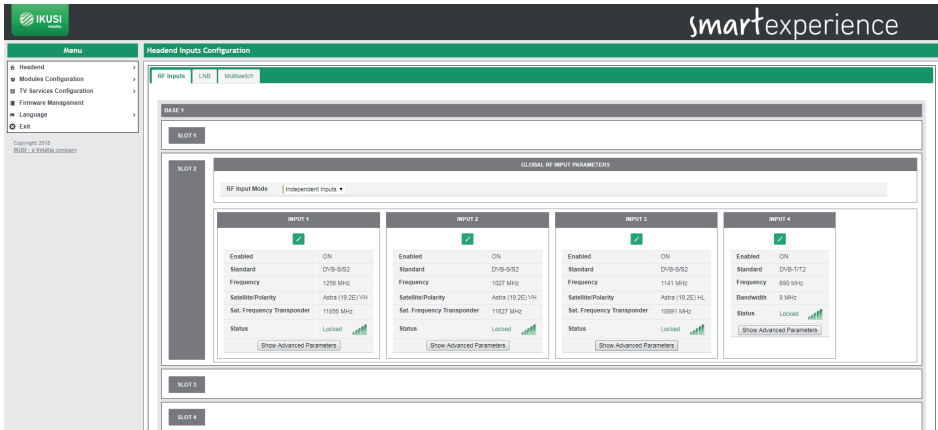 IKUSI
Velatia
smartexperience
Menu
Headend Inputs Configuration
Headend
Modules Configuration
TV Services Configuration
Firmware Management
Language
Exit
Copyright 2018
IKUSI - a Velatia company
RF Inputs LNB Multiswitch
BASE 1
SLOT 1
SLOT 2
GLOBAL RF INPUT PARAMETERS
RF Input Mode Independent Inputs
INPUT 1
Enabled ON
Standard DVB-S/S2
Frequency 1256 MHz
Satellite/Polarity Astra (19.2E) VH
Sat. Frequency Transponder 11856 MHz
Status Locked
Show Advanced Parameters
INPUT 2
Enabled ON
Standard DVB-S/S2
Frequency 1027 MHz
Satellite/Polarity Astra (19.2E) VH
Sat. Frequency Transponder 11627 MHz
Status Locked
Show Advanced Parameters
INPUT 3
Enabled ON
Standard DVB-S/S2
Frequency 1141 MHz
Satellite/Polarity Astra (19.2E) HL
Sat. Frequency Transponder 10891 MHz
Status Locked
Show Advanced Parameters
INPUT 4
Enabled ON
Standard DVB-T/T2
Frequency 690 MHz
Bandwidth 8 MHz
Status Locked
Show Advanced Parameters
SLOT 3
SLOT 4